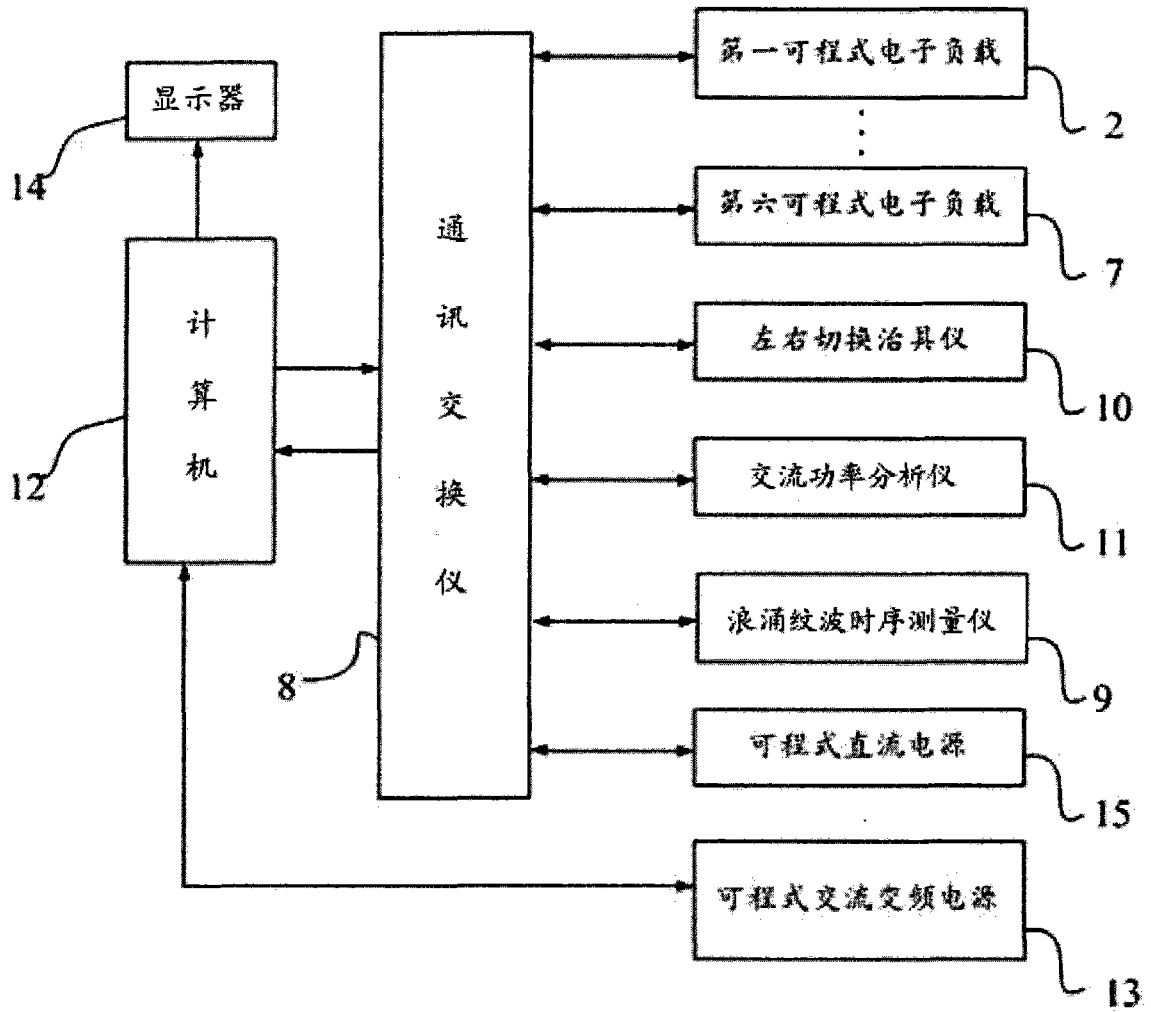 显示器
14
计算机
12
通讯交换仪
8
第一可程式电子负载
2
第六可程式电子负载
7
左右切换治具仪
10
交流功率分析仪
11
浪涌纹波时序测量仪
9
可程式直流电源
15
可程式交流变频电源
13